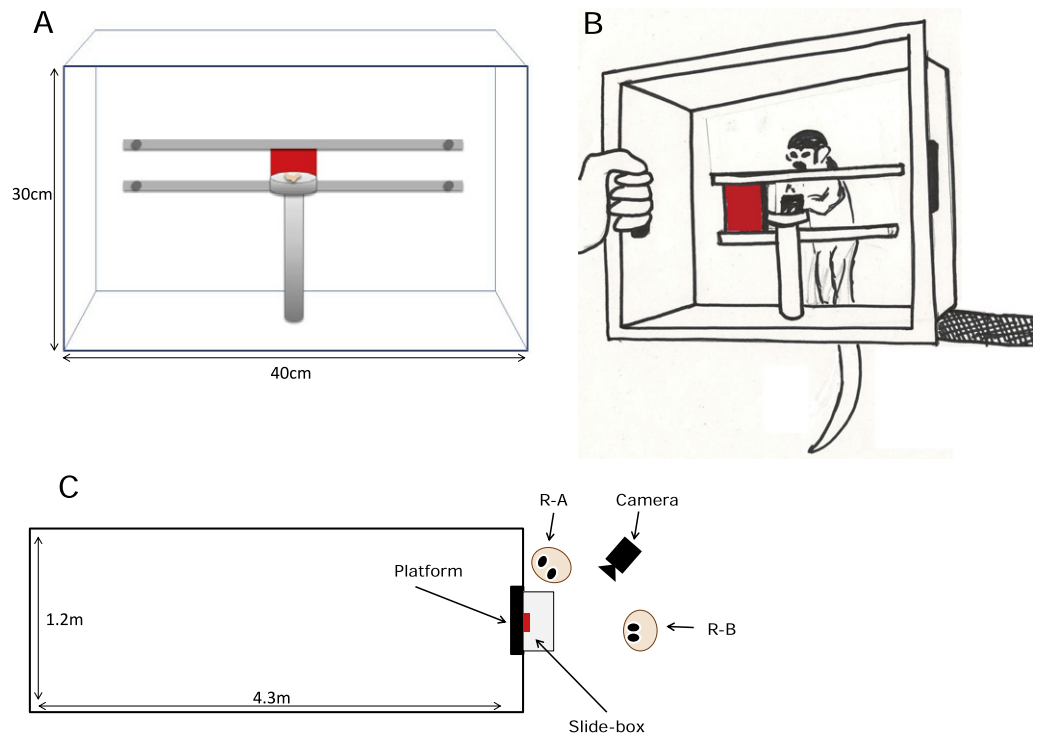 A
B
30cm
40cm
C
R-A
Camera
Platform
1.2m
R-B
4.3m
Slide-box